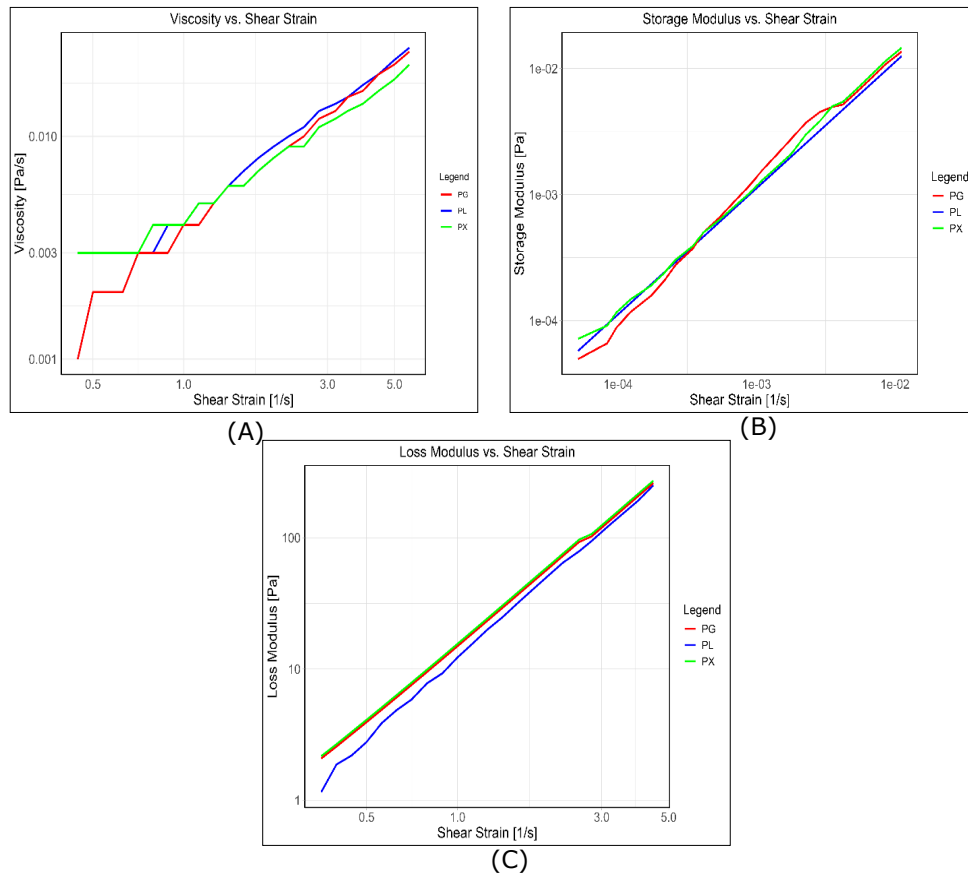 Viscosity vs. Shear Strain
Viscosity [Pa/s]
0.010
0.003
0.001
0.5 1.0 3.0 5.0
Shear Strain [1/s]
Legend
PG
PL
PX
(A)
Storage Modulus vs. Shear Strain
Storage Modulus [Pa]
1e-02
1e-03
1e-04
1e-04 1e-03 1e-02
Shear Strain [1/s]
Legend
PG
PL
PX
(B)
Loss Modulus vs. Shear Strain
Loss Modulus [Pa]
100
10
1
0.5 1.0 3.0 5.0
Shear Strain [1/s]
Legend
PG
PL
PX
(C)